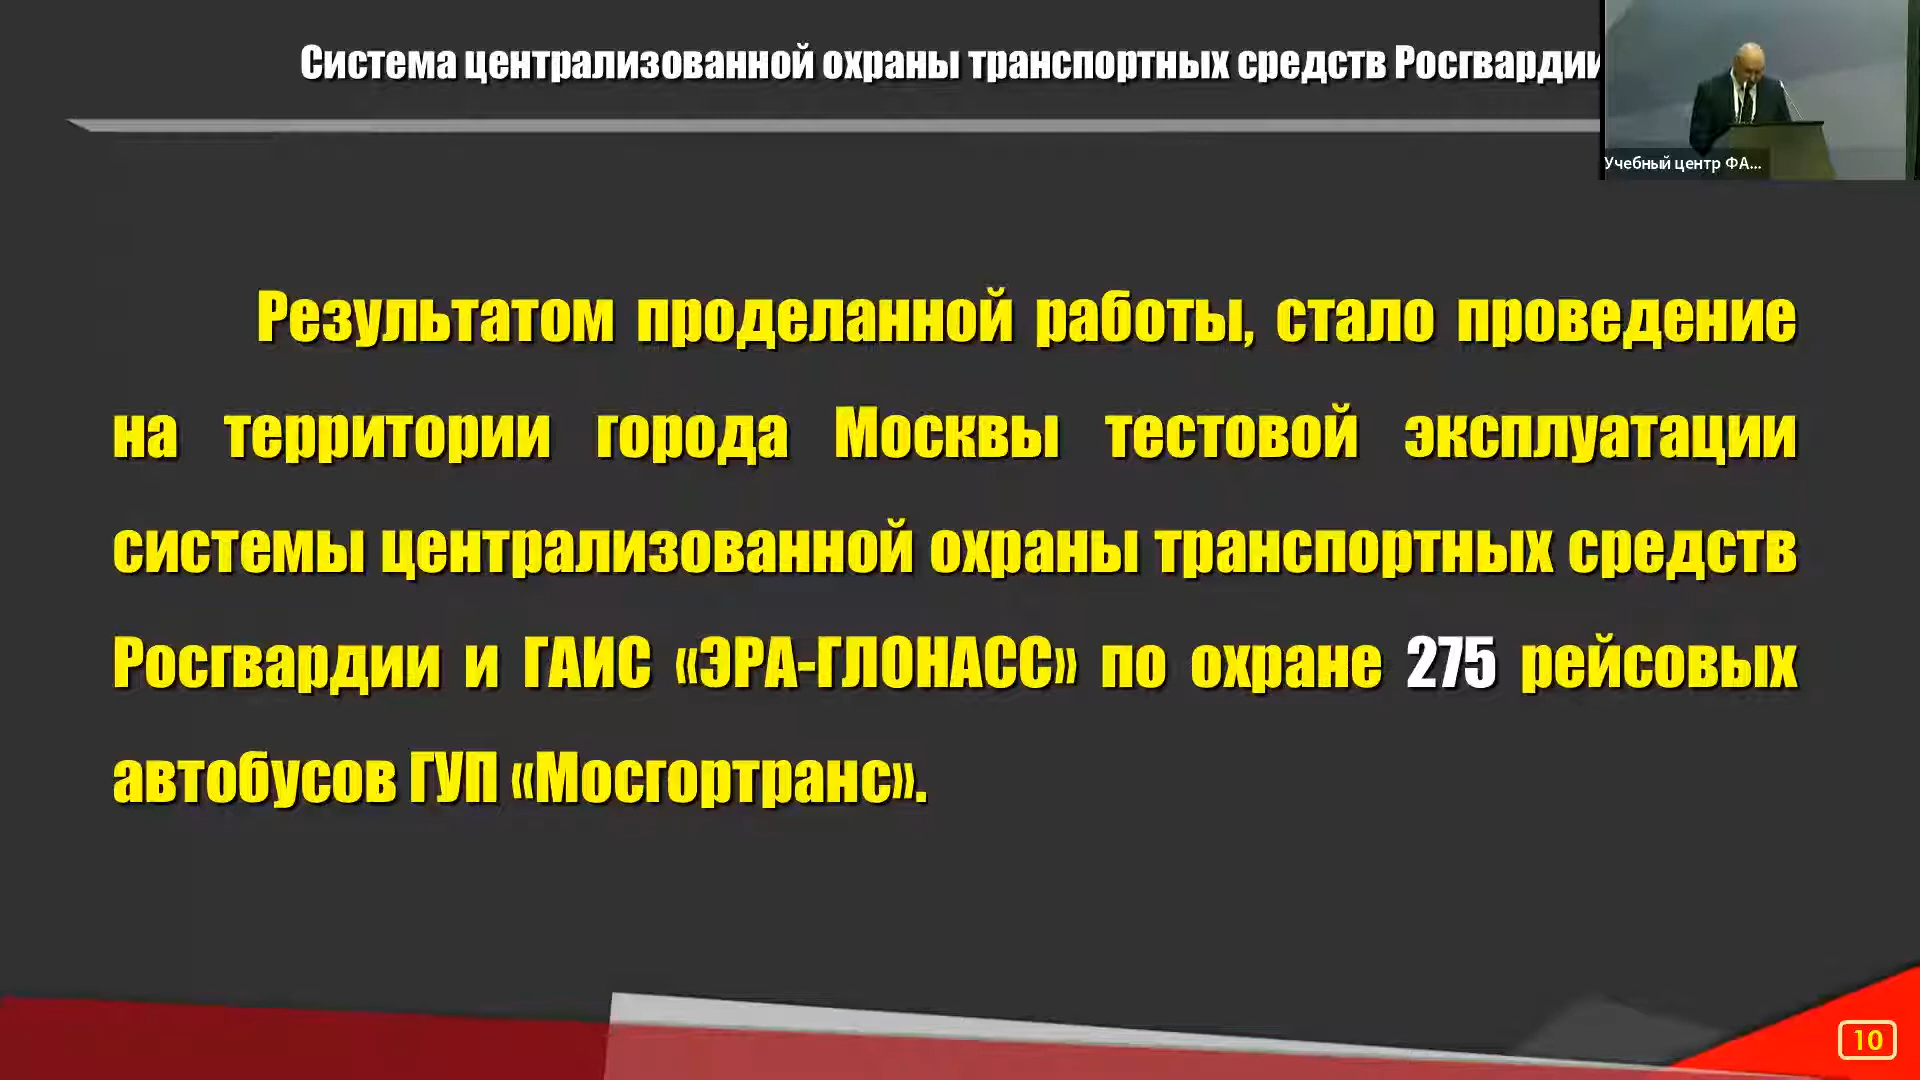 Система централизованной охраны транспортных средств Росгвардии
Учебный центр ФА...
Результатом проделанной работы, стало проведение
на территории города Москвы тестовой эксплуатации
системы централизованной охраны транспортных средств
Росгвардии и ГАИС «ЭРА-ГЛОНАСС» по охране 275 рейсовых
автобусов ГУП «Мосгортранс».
10